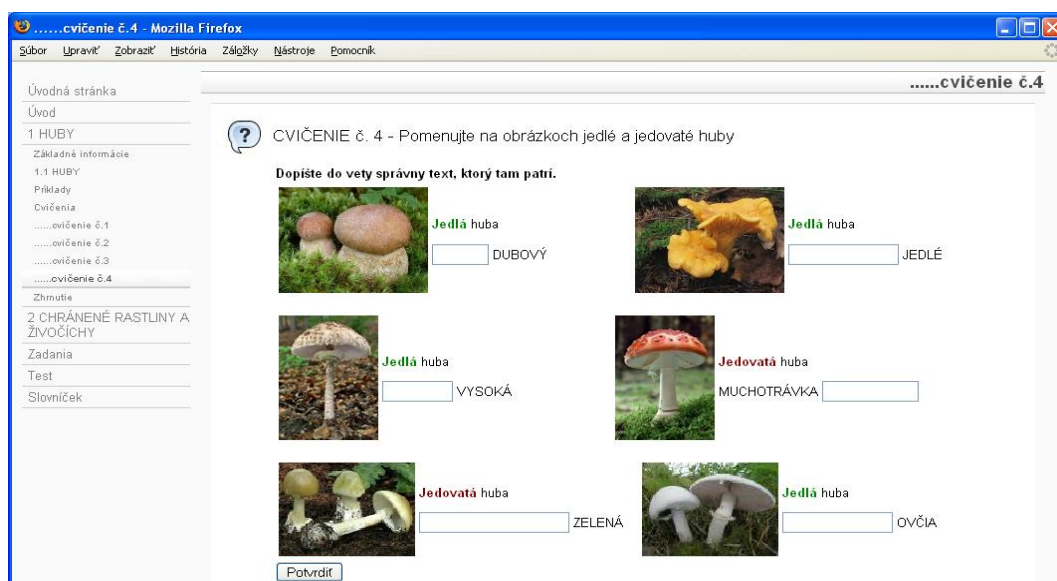 ......cvičenie č.4 - Mozilla Firefox
Súbor Upraviť Zobraziť História Záložky Nástroje Pomocník
......cvičenie č.4
Úvodná stránka
Úvod
1 HUBY
Základné informácie
1.1 HUBY
Príklady
Cvičenia
......cvičenie č.1
......cvičenie č.2
......cvičenie č.3
......cvičenie č.4
Zhrnutie
2 CHRÁNENÉ RASTLINY A
ŽIVOČÍCHY
Zadania
Test
Slovníček
? CVIČENIE č. 4 - Pomenujte na obrázkoch jedlé a jedovaté huby
Dopíšte do vety správny text, ktorý tam patrí.
Jedlá huba
DUBOVÝ
Jedlá huba
JEDLÉ
Jedlá huba
VYSOKÁ
Jedovatá huba
MUCHOTRÁVKA
Jedovatá huba
ZELENÁ
Jedlá huba
OVČIA
Potvrdiť